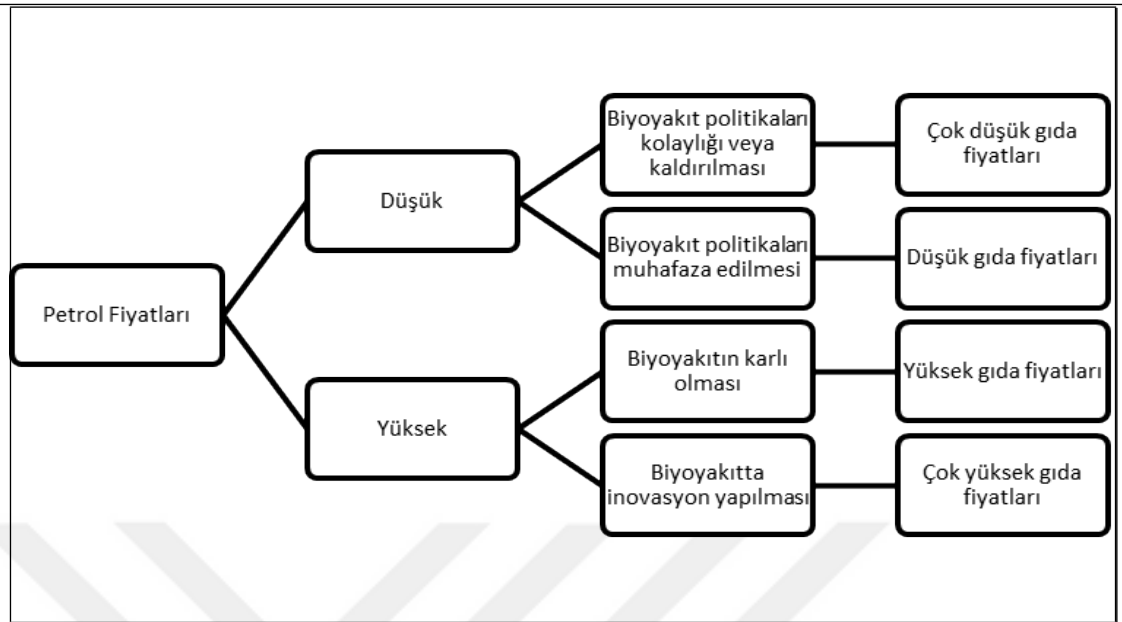 Petrol Fiyatları
Düşük
Yüksek
Biyoyakıt politikaları
kolaylığı veya
kaldırılması
Çok düşük gıda
fiyatları
Biyoyakıt politikaları
muhafaza edilmesi
Düşük gıda fiyatları
Biyoyakıtın karlı
olması
Yüksek gıda fiyatları
Biyoyakıtta
inovasyon yapılması
Çok yüksek gıda
fiyatları